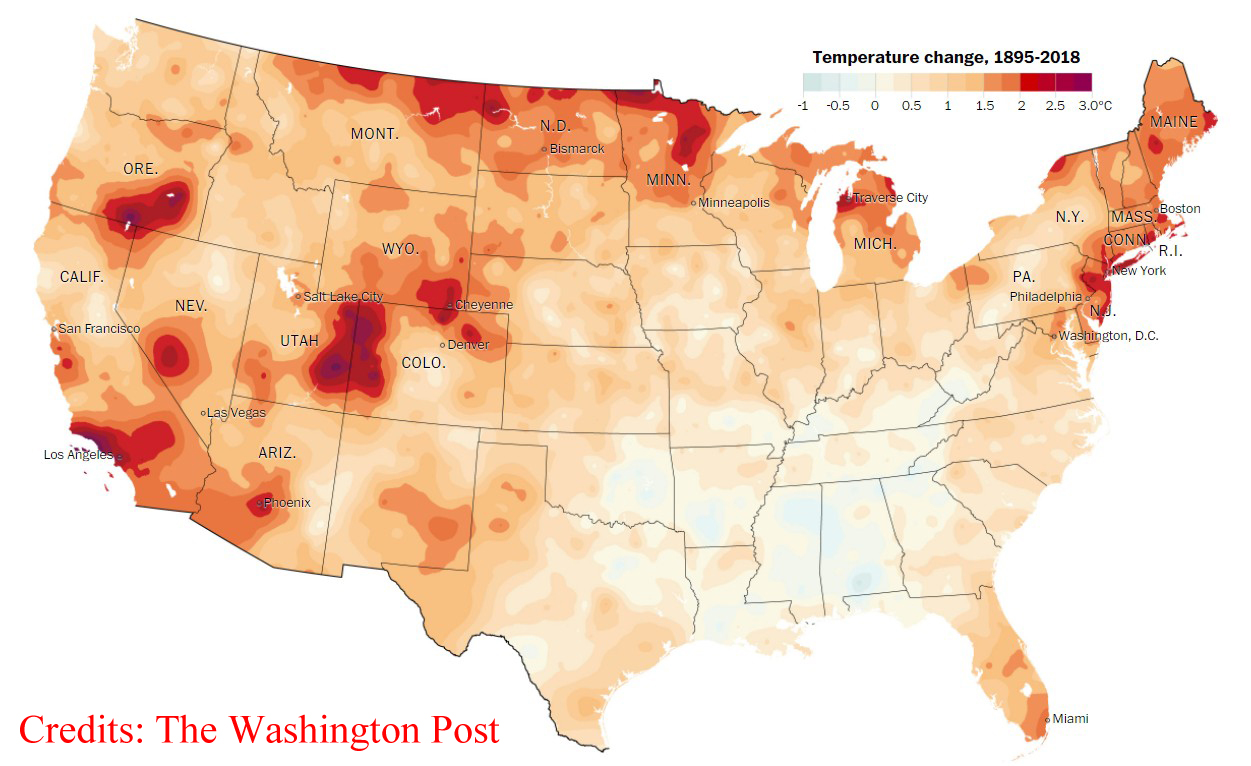 Temperature change, 1895-2018
-1 -0.5 0 0.5 1 1.5 2 2.5 3.0°C
MAINE
MONT.
N.D.
Bismarck
ORE.
MINN.
Minneapolis
Traverse City
N.Y.
MASS.
Boston
WYO.
MICH.
CONN.
R.I.
CALIF.
PA.
New York
NEV.
Salt Lake City
Cheyenne
Philadelphia
N.J.
San Francisco
UTAH
Denver
COLO.
Washington, D.C.
Las Vegas
Los Angeles
ARIZ.
Phoenix
Miami
Credits: The Washington Post